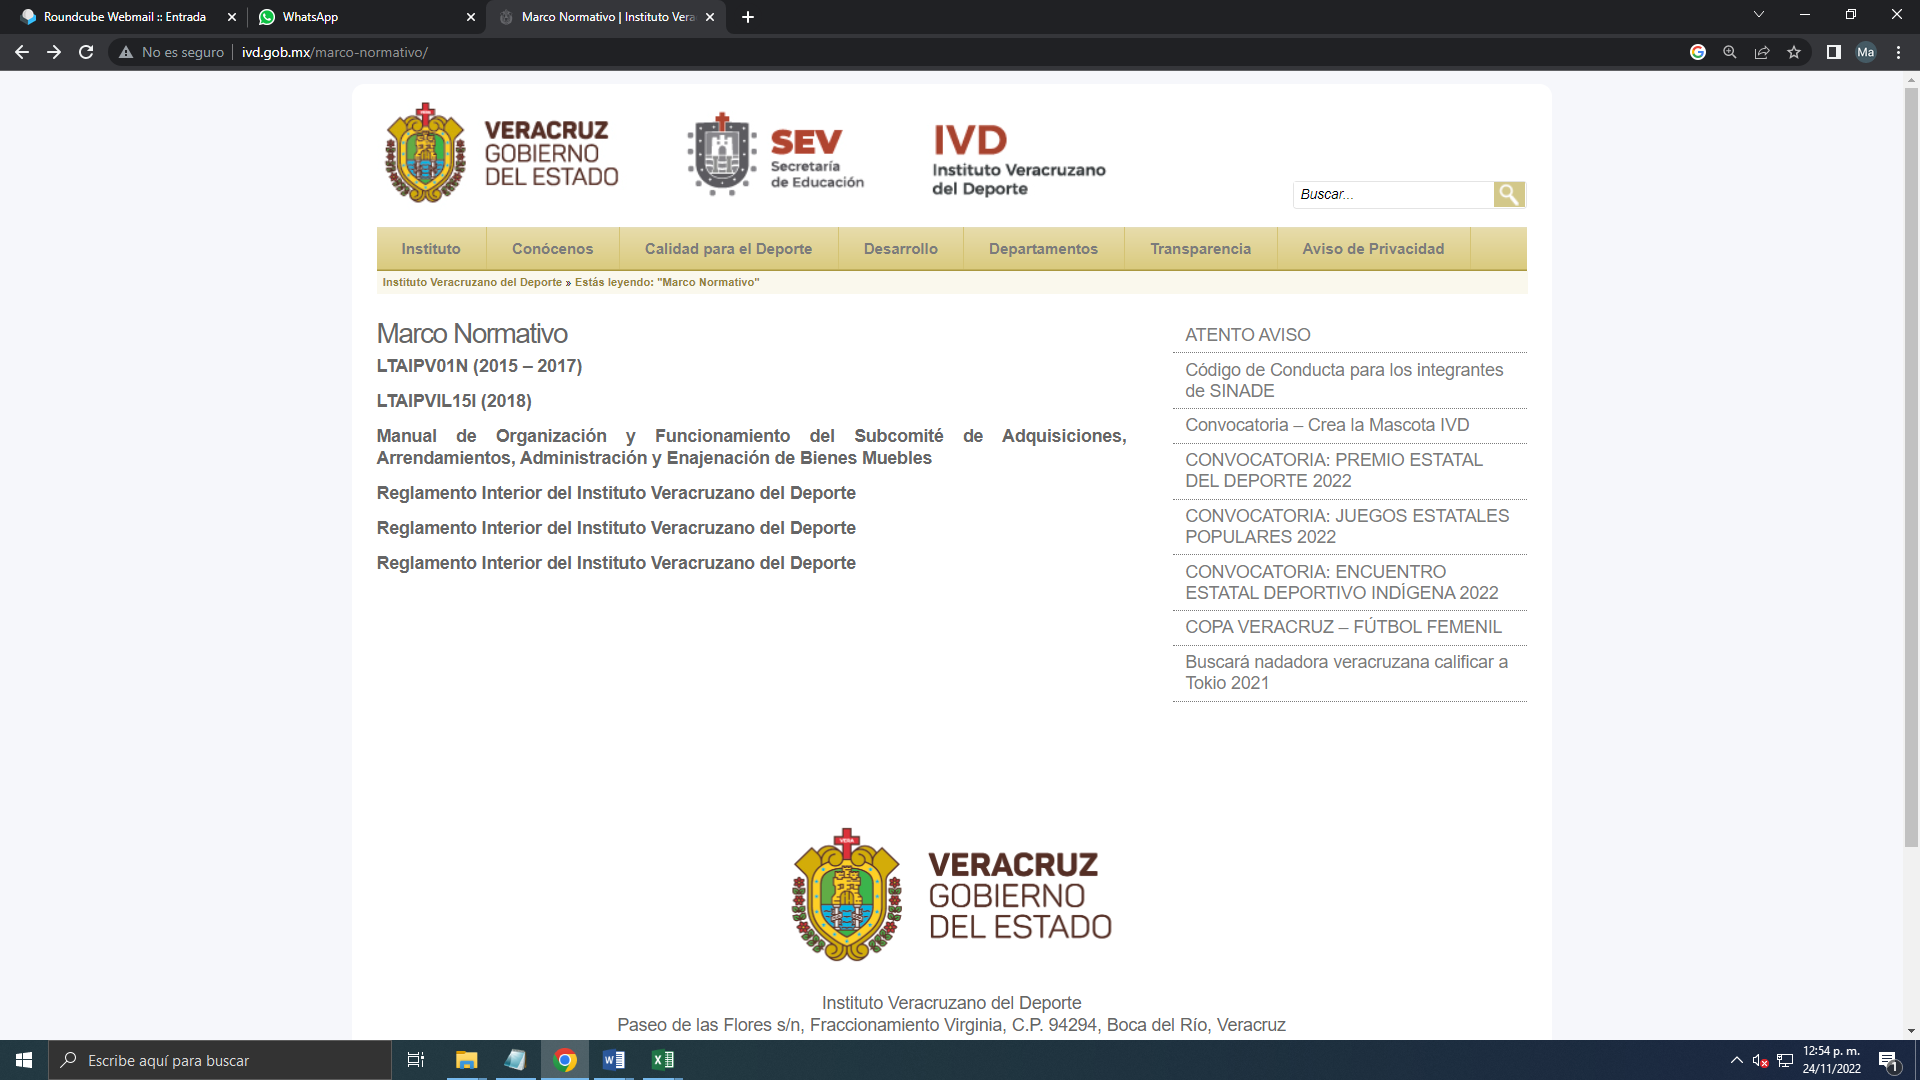 Roundcube Webmail :: Entrada
WhatsApp
Marco Normativo | Instituto Vera
No es seguro
ivd.gob.mx/marco-normativo/
Ma
VERACRUZ
GOBIERNO
DEL ESTADO
SEV
Secretaría
de Educación
IVD
Instituto Veracruzano
del Deporte
Buscar...
Instituto
Conócenos
Calidad para el Deporte
Desarrollo
Departamentos
Transparencia
Aviso de Privacidad
Instituto Veracruzano del Deporte » Estás leyendo: "Marco Normativo"
Marco Normativo
LTAIPV01N (2015 – 2017)
LTAIPVIL15I (2018)
Manual de Organización y Funcionamiento del Subcomité de Adquisiciones,
Arrendamientos, Administración y Enajenación de Bienes Muebles
Reglamento Interior del Instituto Veracruzano del Deporte
Reglamento Interior del Instituto Veracruzano del Deporte
Reglamento Interior del Instituto Veracruzano del Deporte
ATENTO AVISO
Código de Conducta para los integrantes
de SINADE
Convocatoria – Crea la Mascota IVD
CONVOCATORIA: PREMIO ESTATAL
DEL DEPORTE 2022
CONVOCATORIA: JUEGOS ESTATALES
POPULARES 2022
CONVOCATORIA: ENCUENTRO
ESTATAL DEPORTIVO INDÍGENA 2022
COPA VERACRUZ – FÚTBOL FEMENIL
Buscará nadadora veracruzana calificar a
Tokio 2021
VERA
VERACRUZ
GOBIERNO
DEL ESTADO
Instituto Veracruzano del Deporte
Paseo de las Flores s/n, Fraccionamiento Virginia, C.P. 94294, Boca del Río, Veracruz
Escribe aquí para buscar
12:54 p. m.
24/11/2022
1